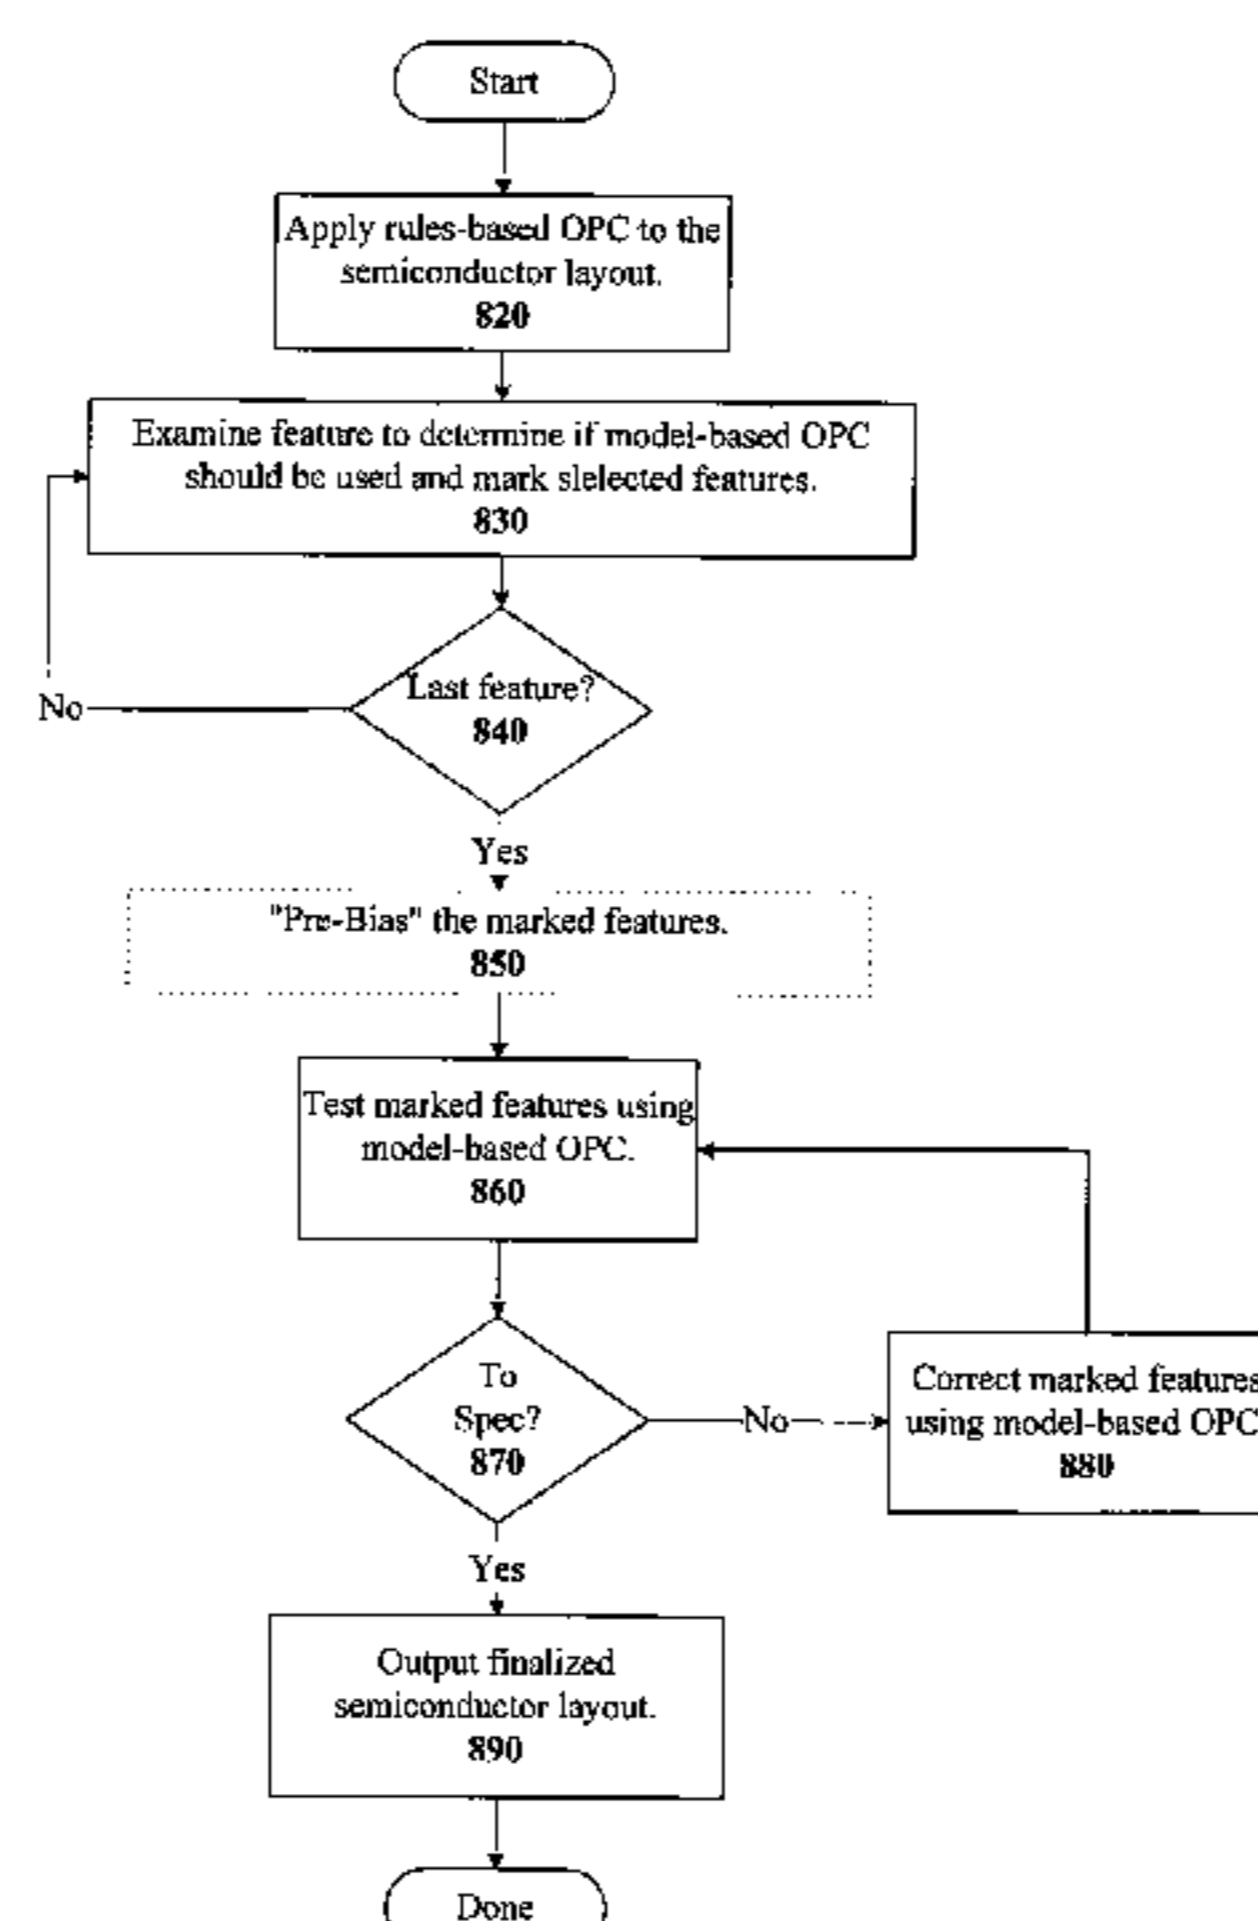 Start
Apply rules-based OPC to the
semiconductor layout.
820
Examine feature to determine if model-based OPC
should be used and mark slelected features.
830
Last feature?
840
No
Yes
"Pre-Bias" the marked features.
850
Test marked features using
model-based OPC.
860
To
Spec?
870
No
Correct marked features
using model-based OPC
880
Yes
Output finalized
semiconductor layout.
890
Done